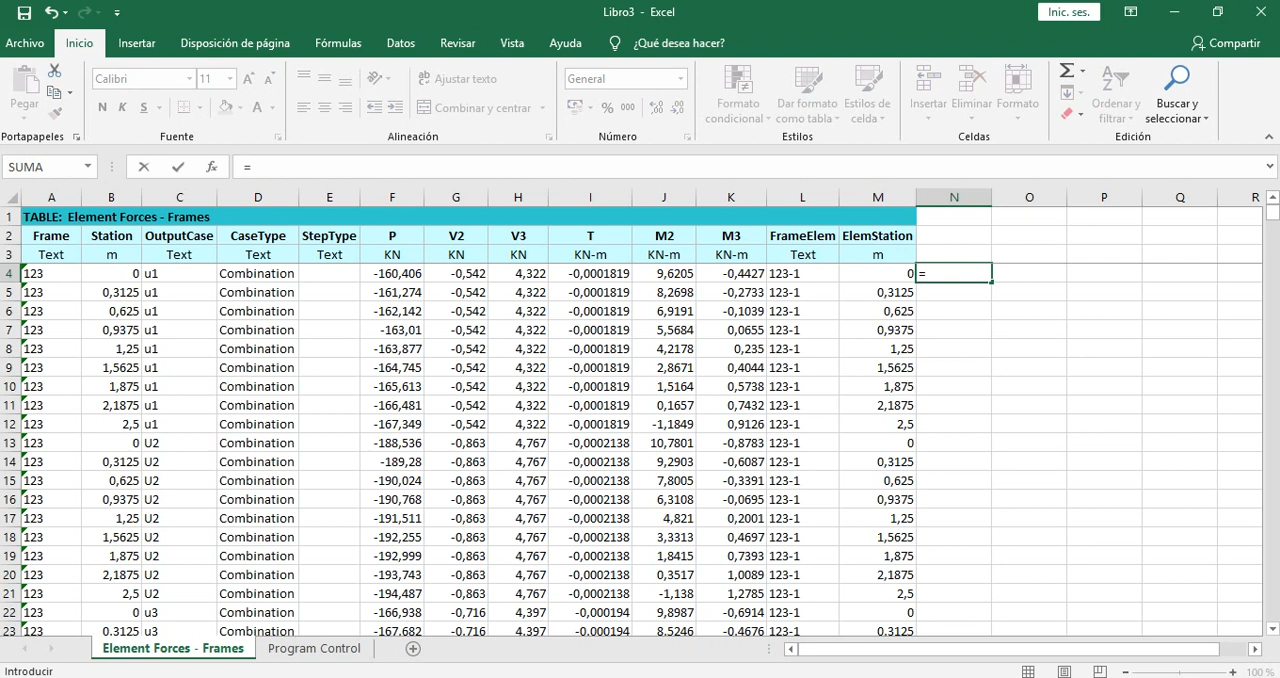 Libro3 - Excel
Inic. ses.
Archivo Inicio Insertar Disposición de página Fórmulas Datos Revisar Vista Ayuda ¿Qué desea hacer? Compartir
Pegar
Calibri 11
N K S A
Ajustar texto
Combinar y centrar
General
% 000
Formato condicional
Dar formato como tabla
Estilos de celda
Insertar Eliminar Formato
Ordenar y filtrar
Buscar y seleccionar
Portapapeles Fuente Alineación Número Estilos Celdas Edición
SUMA fx =
A B C D E F G H I J K L M N O P Q R
1 TABLE: Element Forces - Frames
2 Frame Station OutputCase CaseType StepType P V2 V3 T M2 M3 FrameElem ElemStation
3 Text m Text Text Text KN KN KN KN-m KN-m KN-m Text m
4 123 0 u1 Combination -160,406 -0,542 4,322 -0,0001819 9,6205 -0,4427 123-1 0 =
5 123 0,3125 u1 Combination -161,274 -0,542 4,322 -0,0001819 8,2698 -0,2733 123-1 0,3125
6 123 0,625 u1 Combination -162,142 -0,542 4,322 -0,0001819 6,9191 -0,1039 123-1 0,625
7 123 0,9375 u1 Combination -163,01 -0,542 4,322 -0,0001819 5,5684 0,0655 123-1 0,9375
8 123 1,25 u1 Combination -163,877 -0,542 4,322 -0,0001819 4,2178 0,235 123-1 1,25
9 123 1,5625 u1 Combination -164,745 -0,542 4,322 -0,0001819 2,8671 0,4044 123-1 1,5625
10 123 1,875 u1 Combination -165,613 -0,542 4,322 -0,0001819 1,5164 0,5738 123-1 1,875
11 123 2,1875 u1 Combination -166,481 -0,542 4,322 -0,0001819 0,1657 0,7432 123-1 2,1875
12 123 2,5 u1 Combination -167,349 -0,542 4,322 -0,0001819 -1,1849 0,9126 123-1 2,5
13 123 0 U2 Combination -188,536 -0,863 4,767 -0,0002138 10,7801 -0,8783 123-1 0
14 123 0,3125 U2 Combination -189,28 -0,863 4,767 -0,0002138 9,2903 -0,6087 123-1 0,3125
15 123 0,625 U2 Combination -190,024 -0,863 4,767 -0,0002138 7,8005 -0,3391 123-1 0,625
16 123 0,9375 U2 Combination -190,768 -0,863 4,767 -0,0002138 6,3108 -0,0695 123-1 0,9375
17 123 1,25 U2 Combination -191,511 -0,863 4,767 -0,0002138 4,821 0,2001 123-1 1,25
18 123 1,5625 U2 Combination -192,255 -0,863 4,767 -0,0002138 3,3313 0,4697 123-1 1,5625
19 123 1,875 U2 Combination -192,999 -0,863 4,767 -0,0002138 1,8415 0,7393 123-1 1,875
20 123 2,1875 U2 Combination -193,743 -0,863 4,767 -0,0002138 0,3517 1,0089 123-1 2,1875
21 123 2,5 U2 Combination -194,487 -0,863 4,767 -0,0002138 -1,138 1,2785 123-1 2,5
22 123 0 u3 Combination -166,938 -0,716 4,397 -0,000194 9,8987 -0,6914 123-1 0
23 123 0,3125 u3 Combination -167,682 -0,716 4,397 -0,000194 8,5246 -0,4676 123-1 0,3125
Element Forces - Frames Program Control
Introducir 100 %